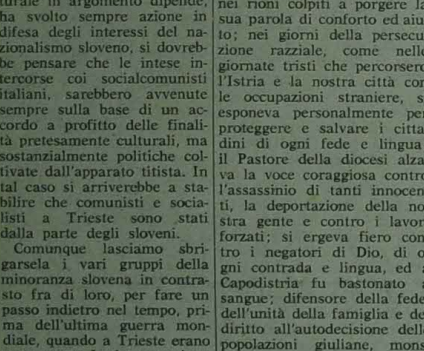 turale in argomento dipende,
ha svolto sempre azione in
difesa degli interessi del na-
zionalismo sloveno, si dovreb-
be pensare che le intese in-
tercorse coi socialcomunisti
italiani, sarebbero avvenute
sempre sulla base di un ac-
cordo a profitto delle finali-
tà pretesamente culturali, ma
sostanzialmente politiche col-
tivate dall'apparato titista. In
tal caso si arriverebbe a sta-
bilire che comunisti e socia-
listi a Trieste sono stati
dalla parte degli sloveni.
Comunque lasciamo sbri-
garsela i vari gruppi della
minoranza slovena in contra-
sto fra di loro, per fare un
passo indietro nel tempo, pri-
ma dell'ultima guerra mon-
diale, quando a Trieste erano
nei rioni colpiti a porgere la
sua parola di conforto ed aiu
to; nei giorni della persecu
zione razziale, come nelle
giornate tristi che percorsero
l'Istria e la nostra città con
le occupazioni straniere, s
esponeva personalmente per
proteggere e salvare i citta
dini di ogni fede e lingua
il Pastore della diocesi alza
va la voce coraggiosa contro
l'assassinio di tanti innocen
ti, la deportazione della no
stra gente e contro i lavor
forzati; si ergeva fiero con
tro i negatori di Dio, di o
gni contrada e lingua, ed a
Capodistria fu bastonato a
sangue; difensore della fede
dell'unità della famiglia e de
diritto all'autodecisione dell
popolazioni giuliane, mons